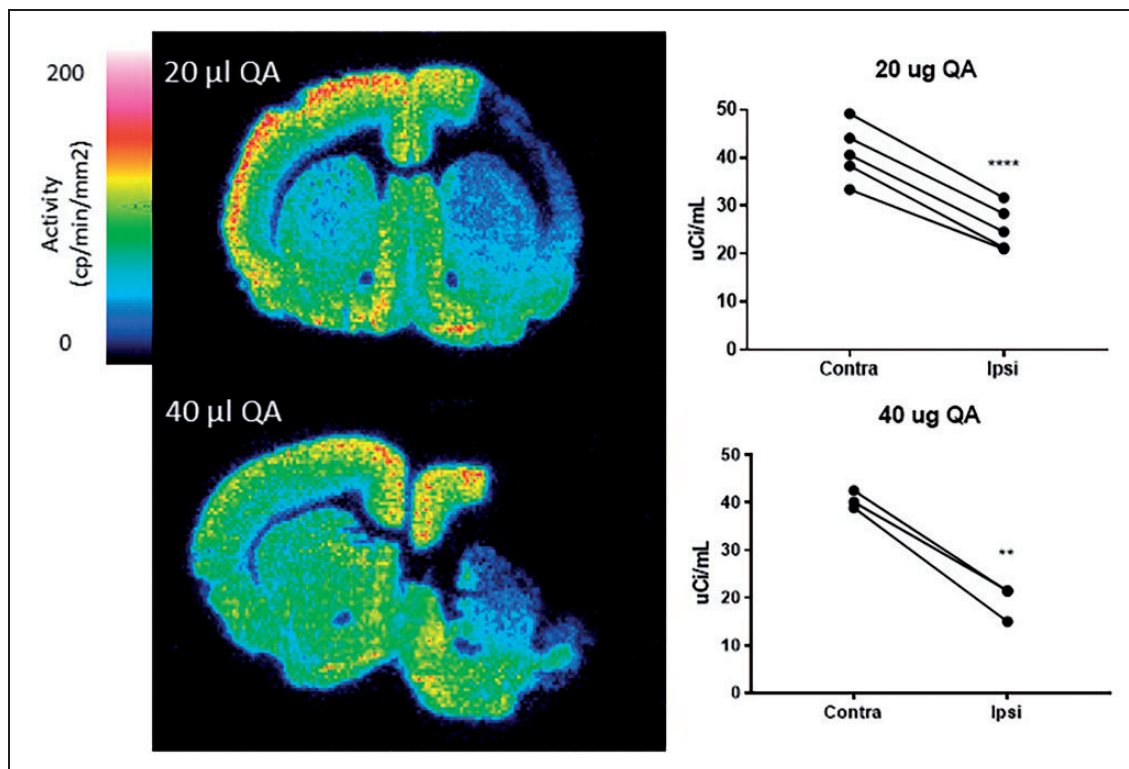 200
Activity
(cp/min/mm2)
0
20 µl QA
40 µl QA
20 ug QA
uCi/mL
50
40
30
20
10
0
****
Contra Ipsi
40 ug QA
uCi/mL
50
40
30
20
10
0
**
Contra Ipsi